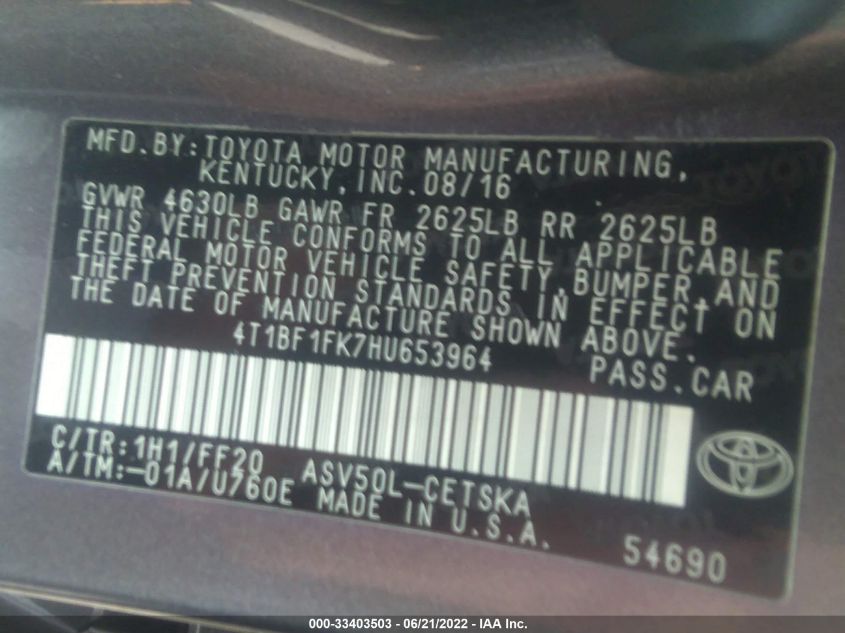 MFD.BY:TOYOTA MOTOR MANUFACTURING,
KENTUCKY,INC.08/16
GVWR 4630LB GAWR FR 2625LB RR 2625LB
THIS VEHICLE CONFORMS TO ALL APPLICABLE
FEDERAL MOTOR VEHICLE SAFETY,BUMPER,AND
THEFT PREVENTION STANDARDS IN EFFECT ON
THE DATE OF MANUFACTURE SHOWN ABOVE.
4T1BF1FK7HU653964
PASS.CAR
C/TR:1H1/FF20 ASV50L-CETSKA
A/TM:-01A/U760E MADE IN U.S.A.
54690
000-33403503 - 06/21/2022 - IAA Inc.